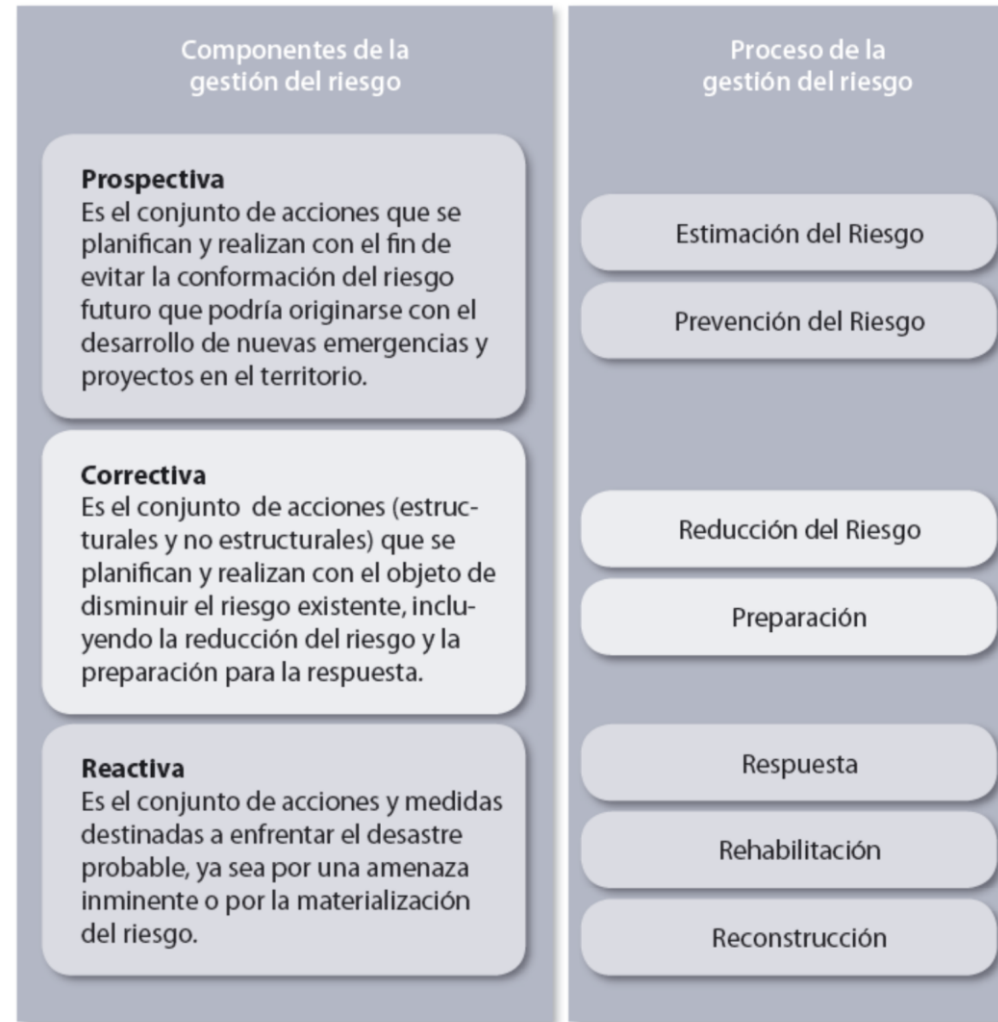 Componentes de la
gestión del riesgo
Prospectiva
Es el conjunto de acciones que se
planifican y realizan con el fin de
evitar la conformación del riesgo
futuro que podría originarse con el
desarrollo de nuevas emergencias y
proyectos en el territorio.
Correctiva
Es el conjunto de acciones (estruc-
turales y no estructurales) que se
planifican y realizan con el objeto de
disminuir el riesgo existente, inclu-
yendo la reducción del riesgo y la
preparación para la respuesta.
Reactiva
Es el conjunto de acciones y medidas
destinadas a enfrentar el desastre
probable, ya sea por una amenaza
inminente o por la materialización
del riesgo.
Proceso de la
gestión del riesgo
Estimación del Riesgo
Prevención del Riesgo
Reducción del Riesgo
Preparación
Respuesta
Rehabilitación
Reconstrucción